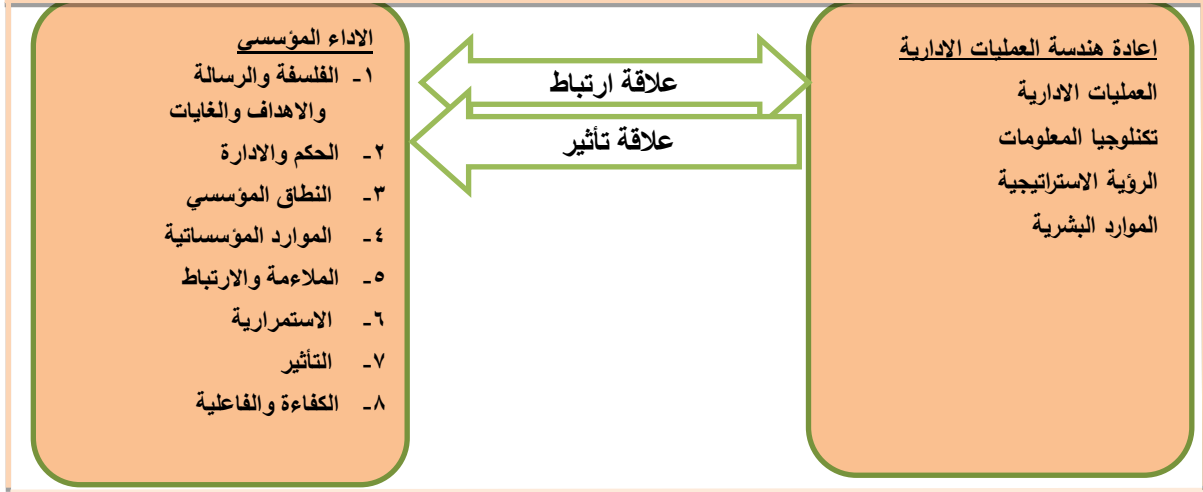 اعادة هندسة العمليات الادارية
العمليات الادارية
تكنلوجيا المعلومات
الرؤية الاستراتيجية
الموارد البشرية
علاقة ارتباط
علاقة تأثير
الاداء المؤسسي
١- الفلسفة والرسالة
والاهداف والغايات
٢- الحكم والادارة
٣- النطاق المؤسسي
٤- الموارد المؤسساتية
٥- الملاءمة والارتباط
٦- الاستمرارية
٧- التأثير
٨- الكفاءة والفاعلية